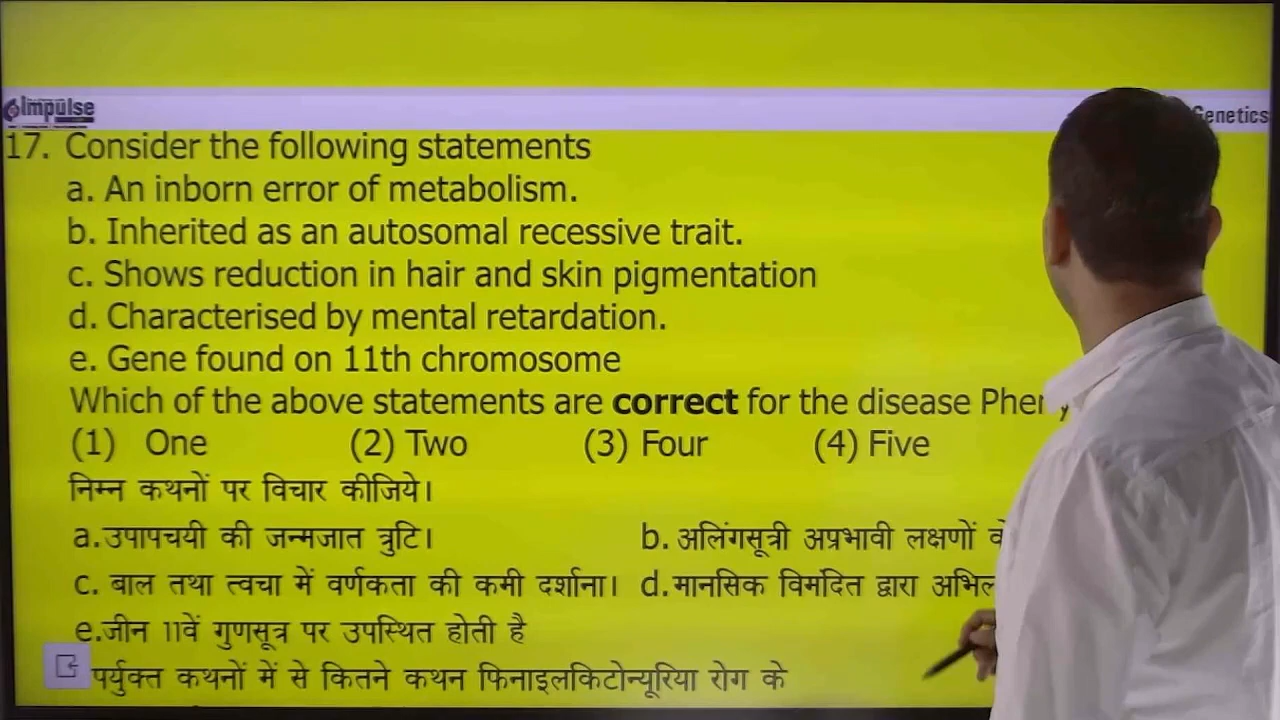 impulse
Genetics
17. Consider the following statements
a. An inborn error of metabolism.
b. Inherited as an autosomal recessive trait.
c. Shows reduction in hair and skin pigmentation
d. Characterised by mental retardation.
e. Gene found on 11th chromosome
Which of the above statements are correct for the disease
(1) One (2) Two (3) Four (4) Five
निम्न कथनों पर विचार कीजिये।
a.उपापचयी की जन्मजात त्रुटि। b. अलिंगसूत्री अप्रभावी लक्षणों
c. बाल तथा त्वचा में वर्णकता की कमी दर्शाना। d.मानसिक विमंदित द्वारा
e.जीन 11वें गुणसूत्र पर उपस्थित होती है
पर्युक्त कथनों में से कितने कथन फिनाइलकिटोन्यूरिया रोग के